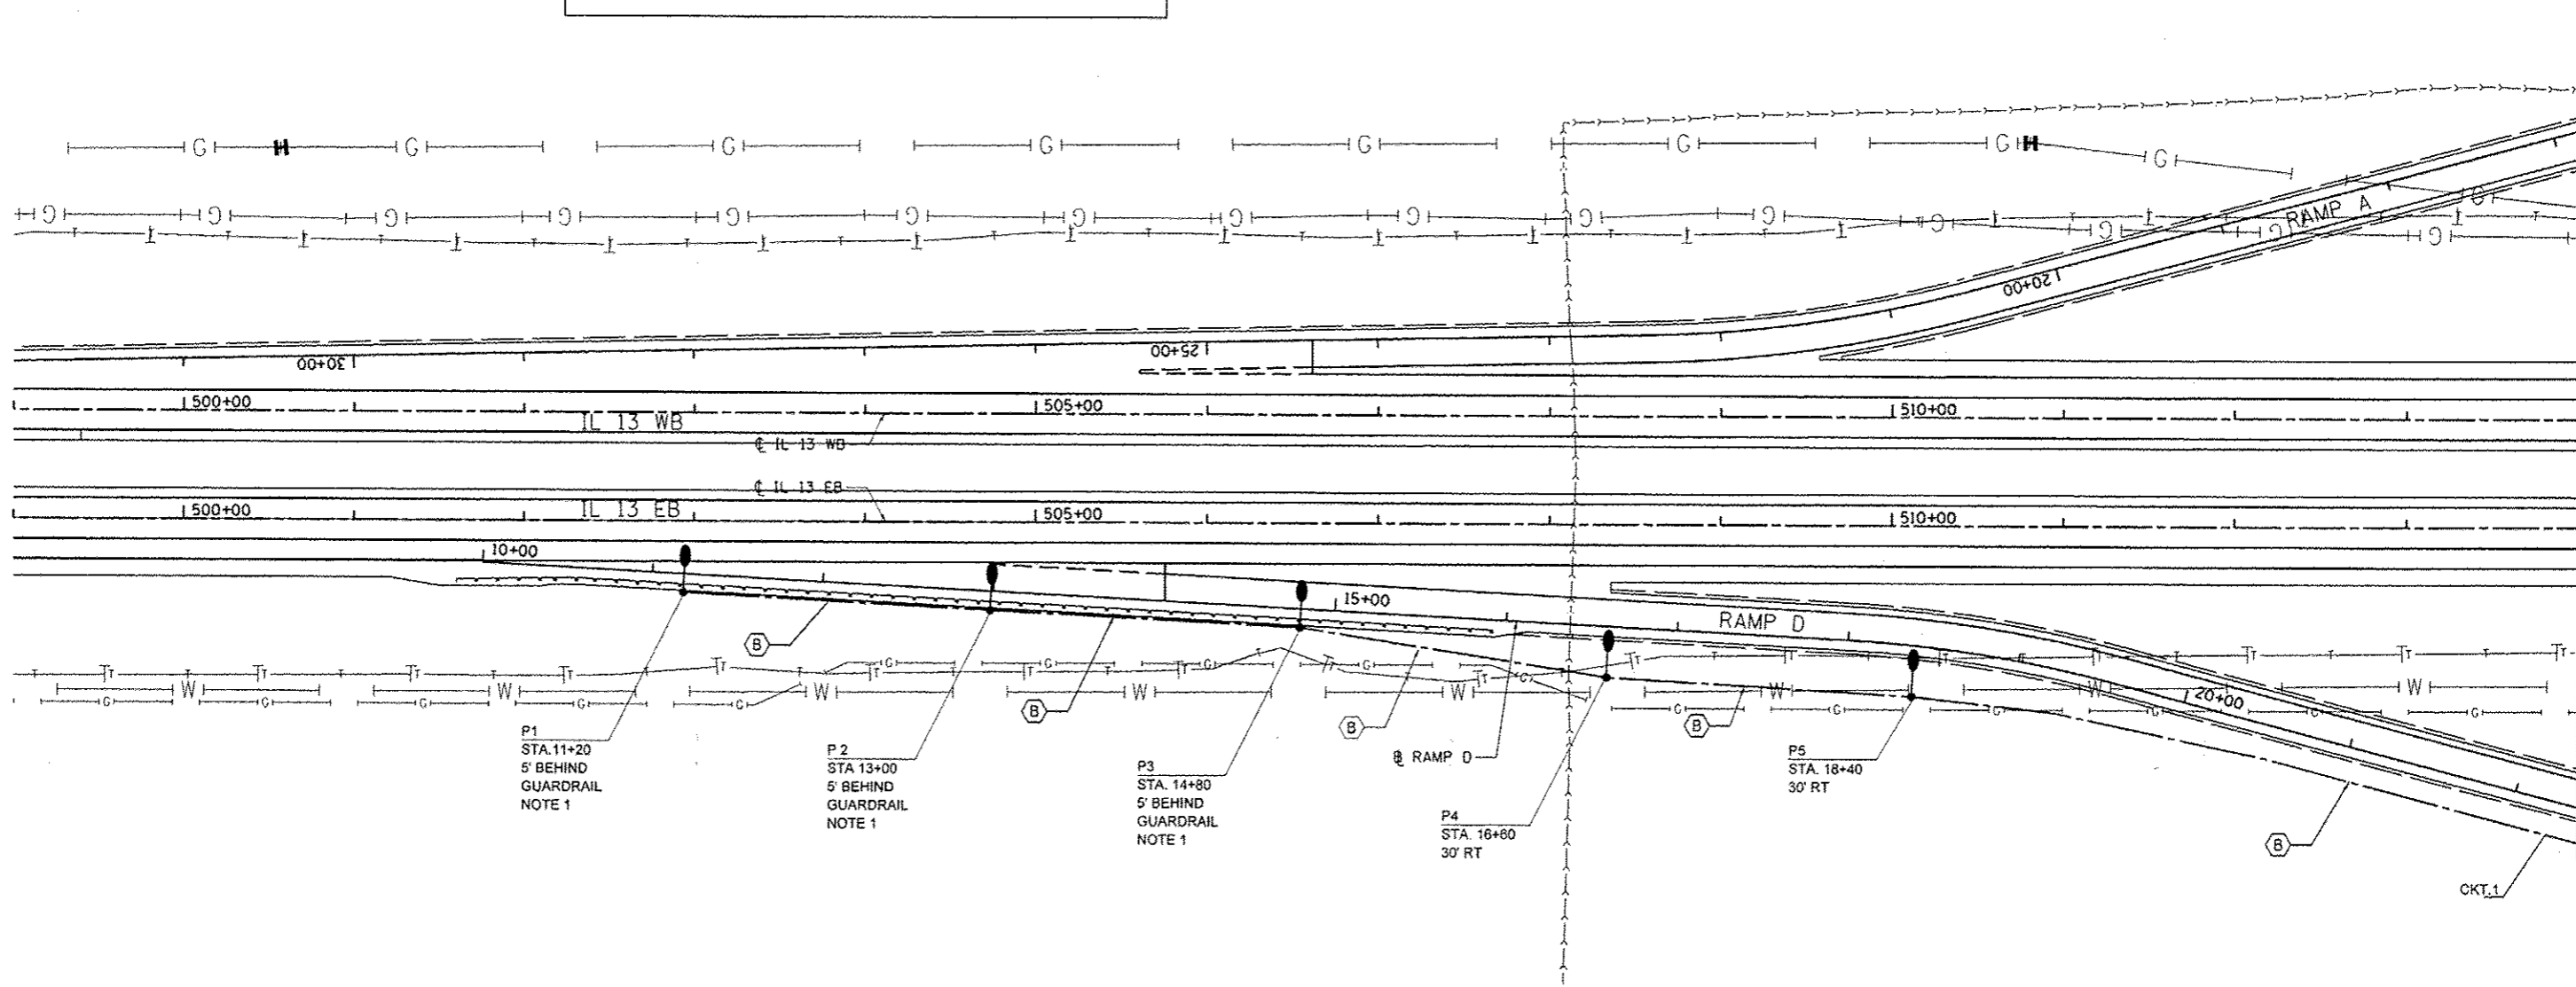 G G G G G G G G
G G G G G G G G G G G G G G G G
T T T T T T T T T T T T T T T T
RAMP A
20+00
30+00
25+00
500+00
505+00
510+00
IL 13 WB
℄ IL 13 WB
℄ IL 13 EB
IL 13 EB
500+00
505+00
510+00
10+00
15+00
RAMP D
20+00
B
B
B
B
B
P1
STA.11+20
5' BEHIND
GUARDRAIL
NOTE 1
P 2
STA 13+00
5' BEHIND
GUARDRAIL
NOTE 1
P3
STA. 14+80
5' BEHIND
GUARDRAIL
NOTE 1
RAMP D
P4
STA. 16+60
30' RT
P5
STA. 18+40
30' RT
CKT.1